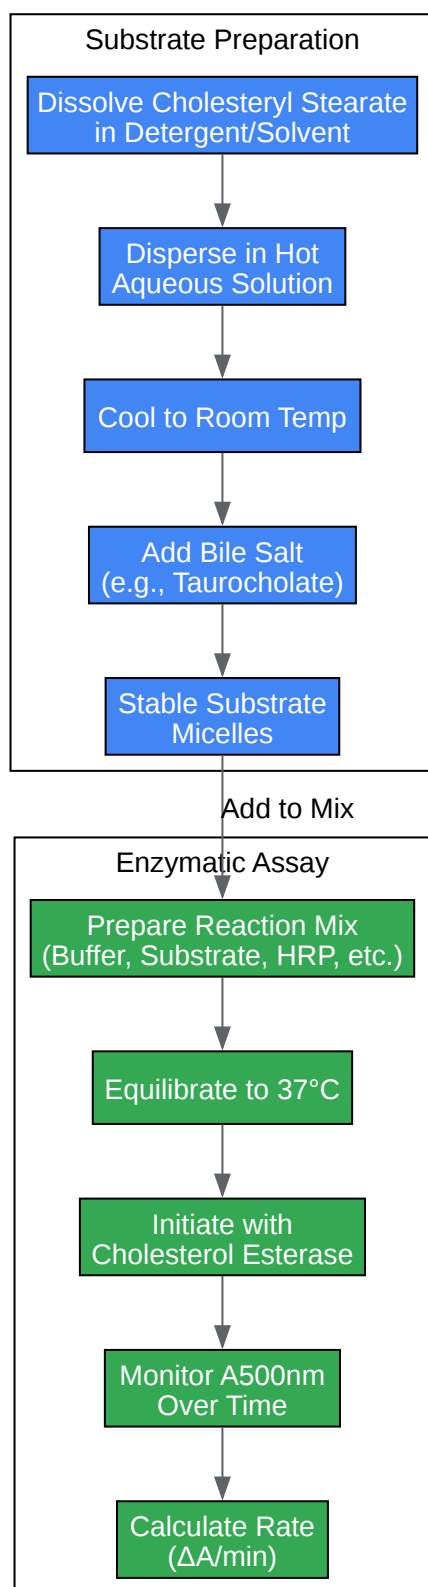 Substrate Preparation
Dissolve Cholesteryl Stearate
in Detergent/Solvent
Disperse in Hot
Aqueous Solution
Cool to Room Temp
Add Bile Salt
(e.g., Taurocholate)
Stable Substrate
Micelles
Add to Mix
Enzymatic Assay
Prepare Reaction Mix
(Buffer, Substrate, HRP, etc.)
Equilibrate to 37°C
Initiate with
Cholesterol Esterase
Monitor A500nm
Over Time
Calculate Rate
(ΔA/min)